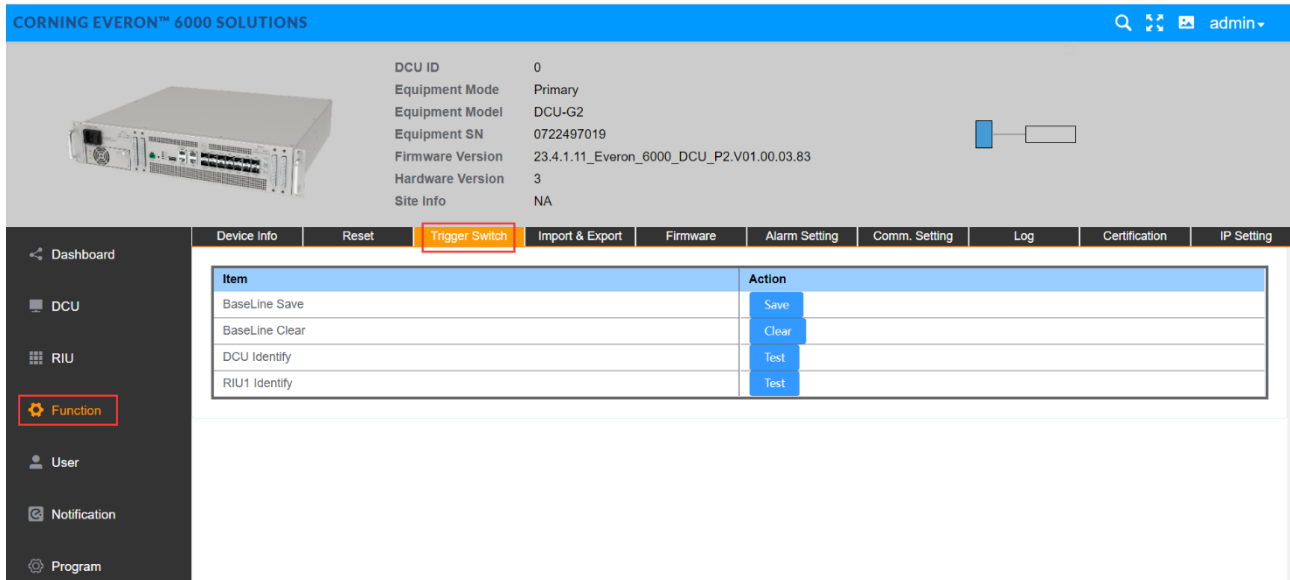 CORNING EVERON™ 6000 SOLUTIONS
admin
DCU ID 0
Equipment Mode Primary
Equipment Model DCU-G2
Equipment SN 0722497019
Firmware Version 23.4.1.11_Everon_6000_DCU_P2.V01.00.03.83
Hardware Version 3
Site Info NA
Device Info Reset Trigger Switch Import & Export Firmware Alarm Setting Comm. Setting Log Certification IP Setting
Dashboard
DCU
RIU
Function
User
Notification
Program
Item Action
BaseLine Save Save
BaseLine Clear Clear
DCU Identify Test
RIU1 Identify Test